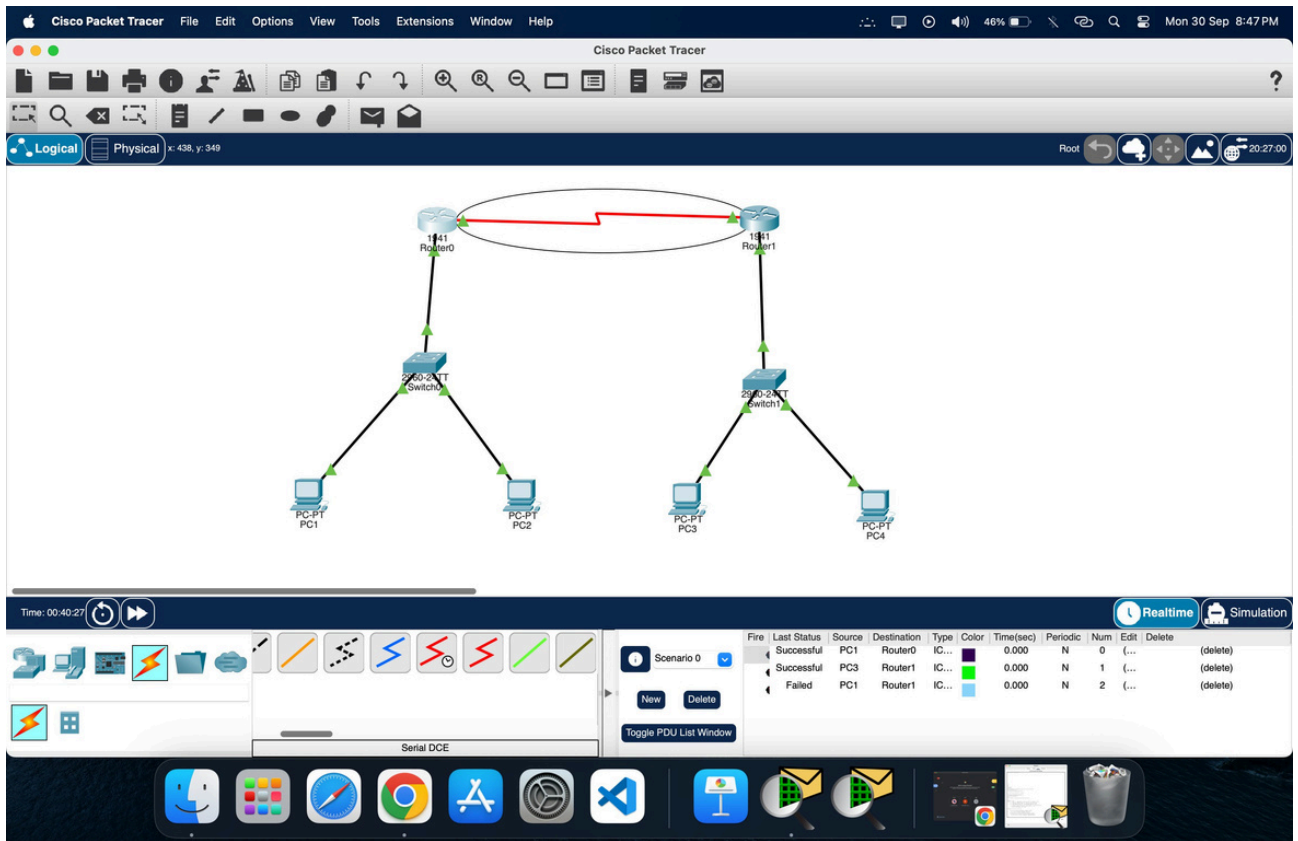 Cisco Packet Tracer File Edit Options View Tools Extensions Window Help 46% Mon 30 Sep 8:47 PM
Cisco Packet Tracer
Logical Physical x: 438, y: 349 Root 20:27:00
1941
Router0
1941
Router1
2960-24TT
Switch0
2960-24TT
Switch1
PC-PT
PC1
PC-PT
PC2
PC-PT
PC3
PC-PT
PC4
Time: 00:40:27 Realtime Simulation
Scenario 0
New Delete
Toggle PDU List Window
Serial DCE
Fire Last Status Source Destination Type Color Time(sec) Periodic Num Edit Delete
Successful PC1 Router0 IC... 0.000 N 0 (... (delete)
Successful PC3 Router1 IC... 0.000 N 1 (... (delete)
Failed PC1 Router1 IC... 0.000 N 2 (... (delete)